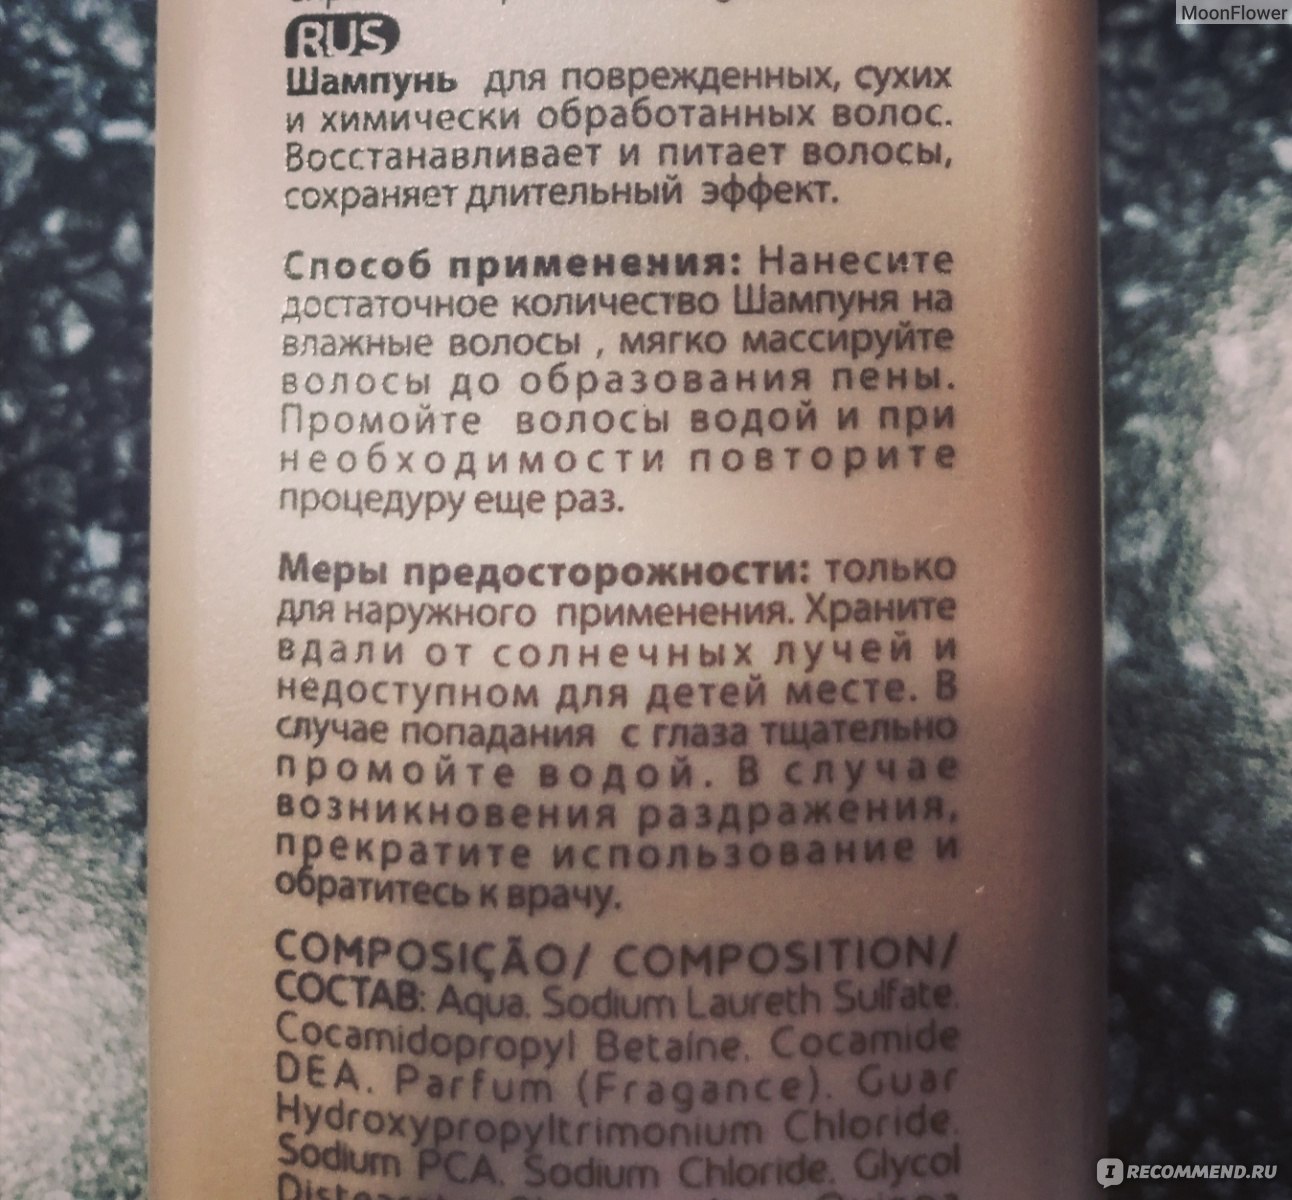 MoonFlower
RUS
Шампунь для поврежденных, сухих
и химически обработанных волос.
Восстанавливает и питает волосы,
сохраняет длительный эффект.
Способ применения: Нанесите
достаточное количество Шампуня на
влажные волосы , мягко массируйте
волосы до образования пены.
Промойте волосы водой и при
необходимости повторите
процедуру еще раз.
Меры предосторожности: только
для наружного применения. Храните
вдали от солнечных лучей и
недоступном для детей месте. В
случае попадания с глаза тщательно
промойте водой. В случае
возникновения раздражения,
прекратите использование и
обратитесь к врачу.
COMPOSIÇÃO/ COMPOSITION/
СОСТАВ: Aqua. Sodium Laureth Sulfate.
Cocamidopropyl Betaine. Cocamide
DEA. Parfum (Fragance). Guar
Hydroxypropyltrimonium Chloride.
Sodium PCA. Sodium Chloride. Glycol
IRECOMMEND.RU